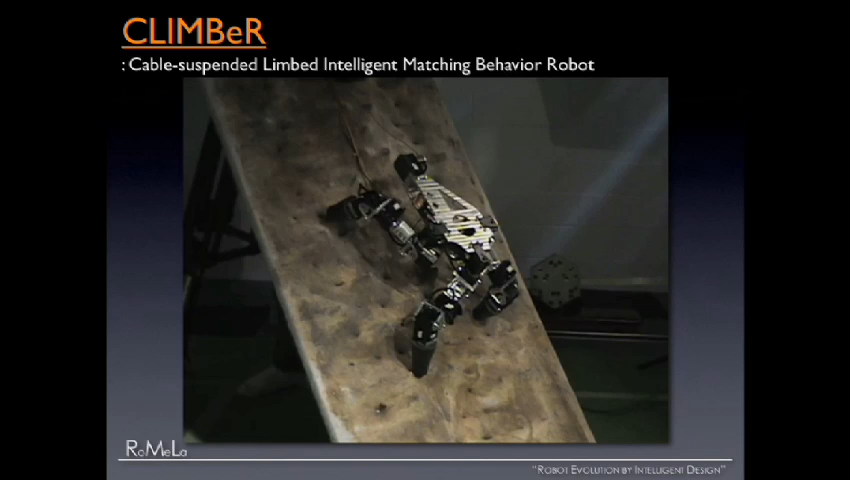 CLIMBeR
: Cable-suspended Limbed Intelligent Matching Behavior Robot
RoMeLa
"Robot Evolution by Intelligent Design"